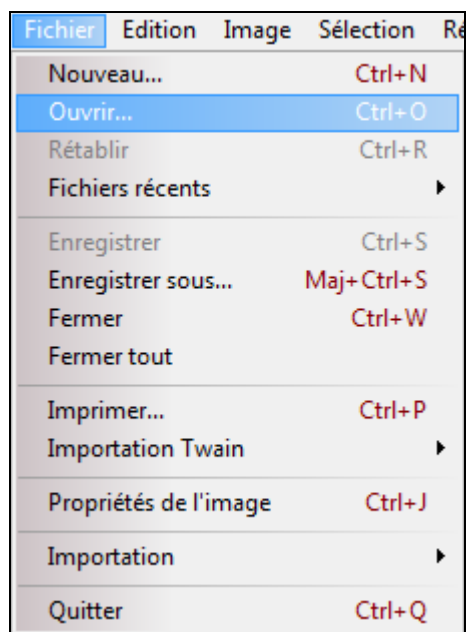 Fichier Edition Image Sélection Ré
Nouveau... Ctrl+N
Ouvrir... Ctrl+O
Rétablir Ctrl+R
Fichiers récents
Enregistrer Ctrl+S
Enregistrer sous... Maj+Ctrl+S
Fermer Ctrl+W
Fermer tout
Imprimer... Ctrl+P
Importation Twain
Propriétés de l'image Ctrl+J
Importation
Quitter Ctrl+Q